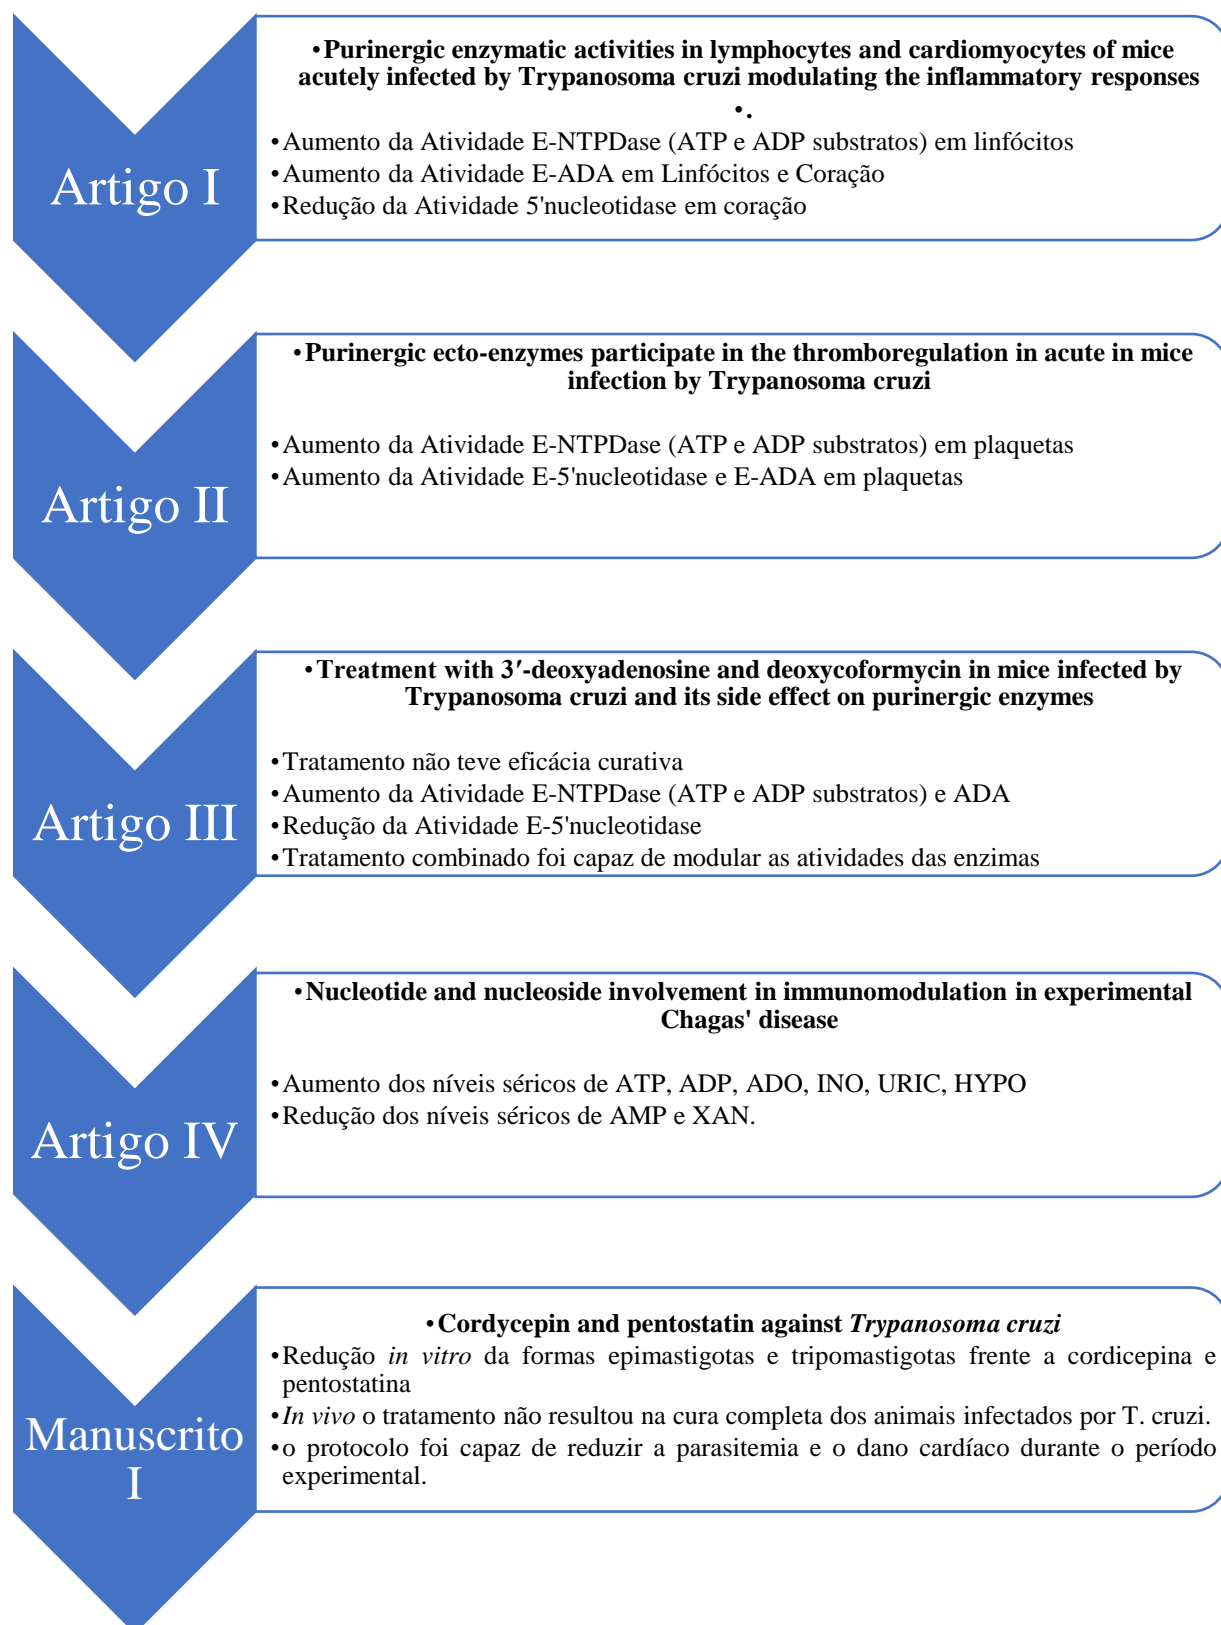 Artigo I
•Purinergic enzymatic activities in lymphocytes and cardiomyocytes of mice
acutely infected by Trypanosoma cruzi modulating the inflammatory responses
•.
•Aumento da Atividade E-NTPDase (ATP e ADP substratos) em linfócitos
•Aumento da Atividade E-ADA em Linfócitos e Coração
•Redução da Atividade 5'nucleotidase em coração
Artigo II
•Purinergic ecto-enzymes participate in the thromboregulation in acute in mice
infection by Trypanosoma cruzi
•Aumento da Atividade E-NTPDase (ATP e ADP substratos) em plaquetas
•Aumento da Atividade E-5'nucleotidase e E-ADA em plaquetas
Artigo III
•Treatment with 3′-deoxyadenosine and deoxycoformycin in mice infected by
Trypanosoma cruzi and its side effect on purinergic enzymes
•Tratamento não teve eficácia curativa
•Aumento da Atividade E-NTPDase (ATP e ADP substratos) e ADA
•Redução da Atividade E-5'nucleotidase
•Tratamento combinado foi capaz de modular as atividades das enzimas
Artigo IV
•Nucleotide and nucleoside involvement in immunomodulation in experimental
Chagas' disease
•Aumento dos níveis séricos de ATP, ADP, ADO, INO, URIC, HYPO
•Redução dos níveis séricos de AMP e XAN.
Manuscrito
I
•Cordycepin and pentostatin against Trypanosoma cruzi
•Redução in vitro da formas epimastigotas e tripomastigotas frente a cordicepina e
pentostatina
•In vivo o tratamento não resultou na cura completa dos animais infectados por T. cruzi.
•o protocolo foi capaz de reduzir a parasitemia e o dano cardíaco durante o período
experimental.